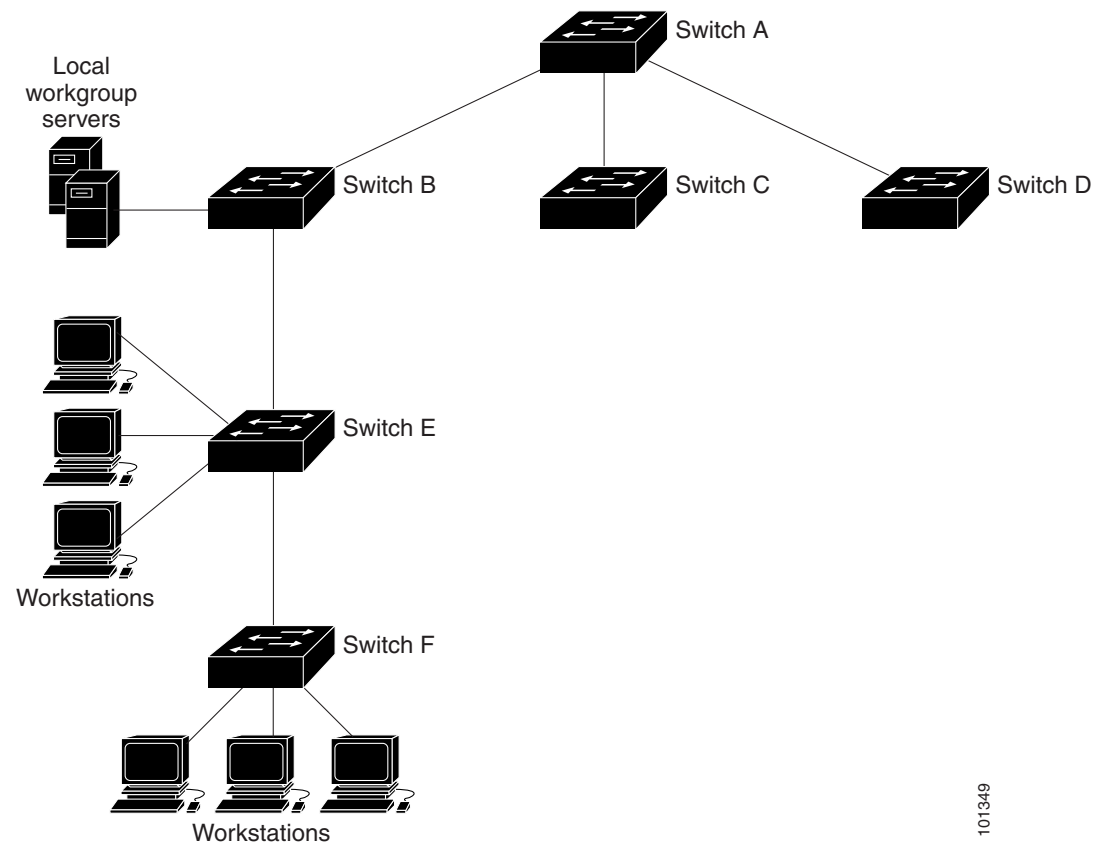 Switch A
Local
workgroup
servers
Switch B
Switch C
Switch D
Switch E
Workstations
Switch F
Workstations
101349